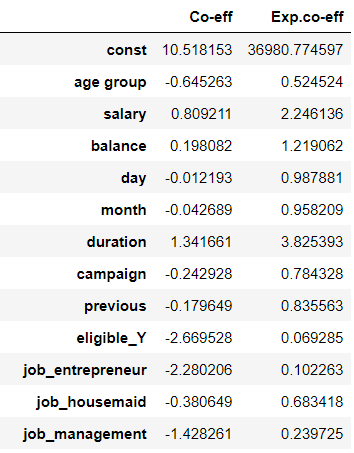 Co-eff Exp.co-eff
const 10.518153 36980.774597
age group -0.645263 0.524524
salary 0.809211 2.246136
balance 0.198082 1.219062
day -0.012193 0.987881
month -0.042689 0.958209
duration 1.341661 3.825393
campaign -0.242928 0.784328
previous -0.179649 0.835563
eligible_Y -2.669528 0.069285
job_entrepreneur -2.280206 0.102263
job_housemaid -0.380649 0.683418
job_management -1.428261 0.239725